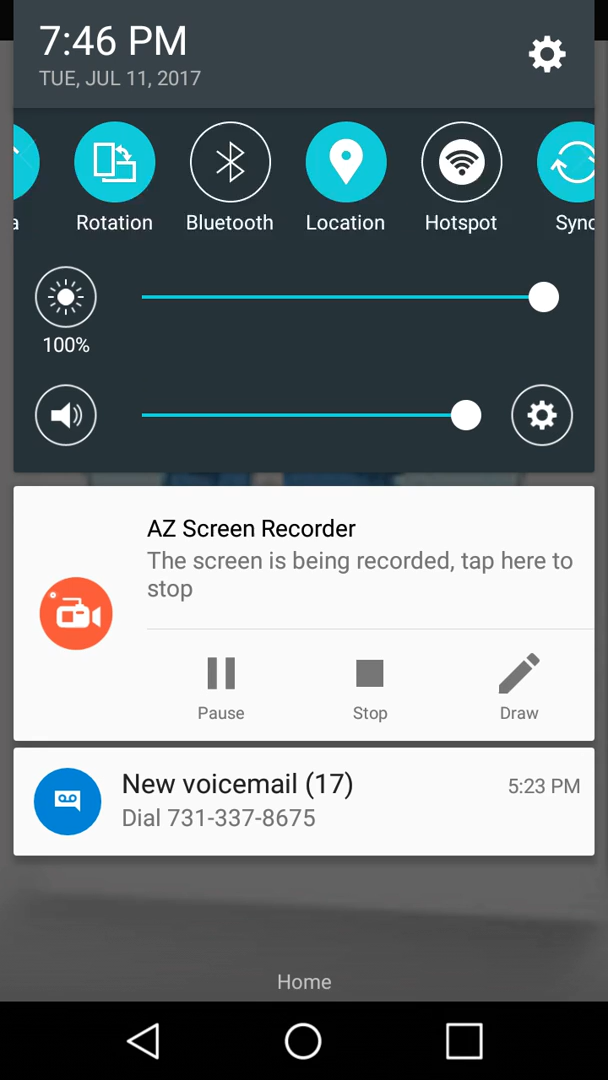 7:46 PM
TUE, JUL 11, 2017
a Rotation Bluetooth Location Hotspot Sync
100%
AZ Screen Recorder
The screen is being recorded, tap here to
stop
Pause Stop Draw
New voicemail (17) 5:23 PM
Dial 731-337-8675
Home